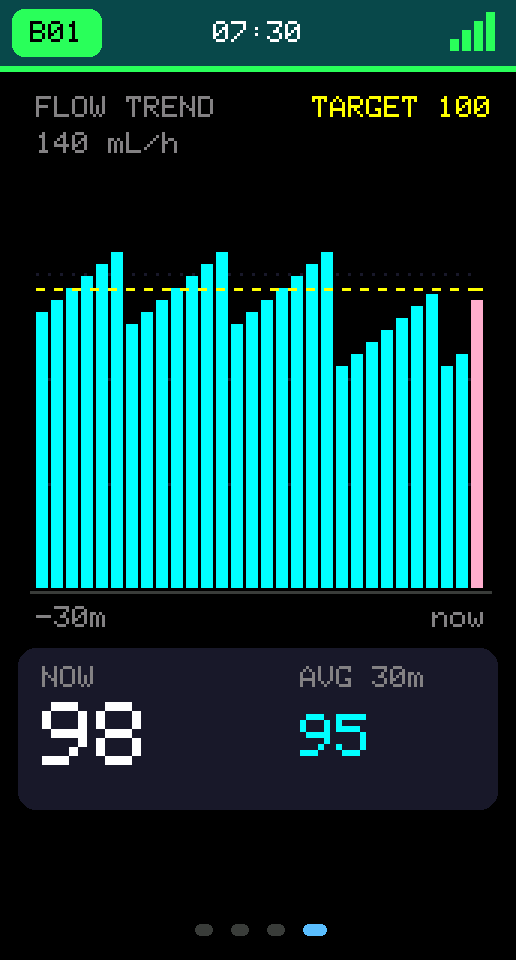 B01
07:30
FLOW TREND
TARGET 100
140 mL/h
-30m
now
NOW
AVG 30m
98
95